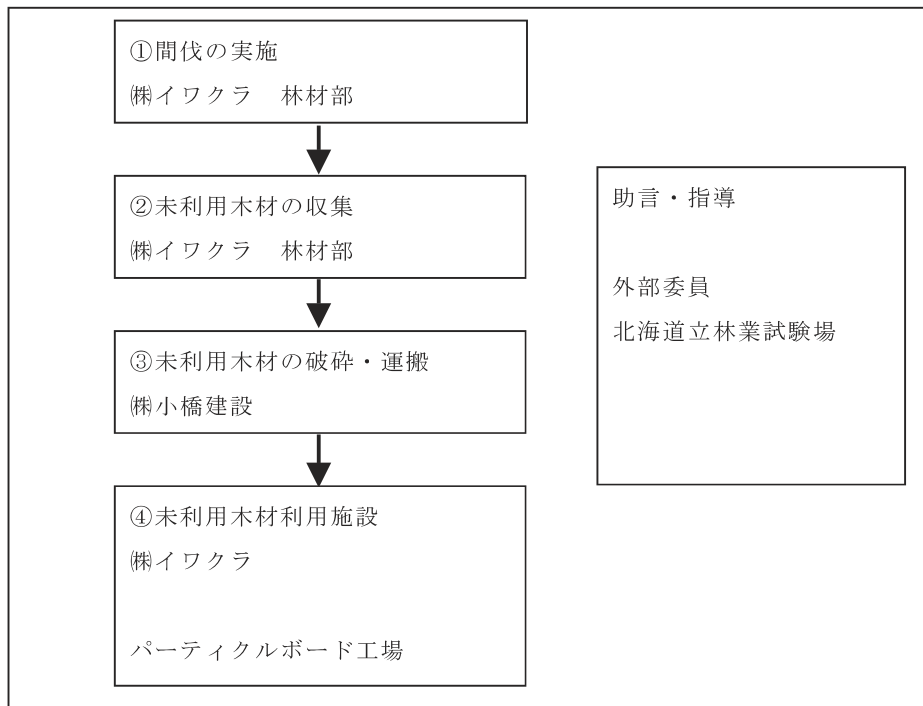 ①間伐の実施
㈱イワクラ　林材部
②未利用木材の収集
㈱イワクラ　林材部
③未利用木材の破砕・運搬
㈱小橋建設
④未利用木材利用施設
㈱イワクラ
パーティクルボード工場
助言・指導
外部委員
北海道立林業試験場